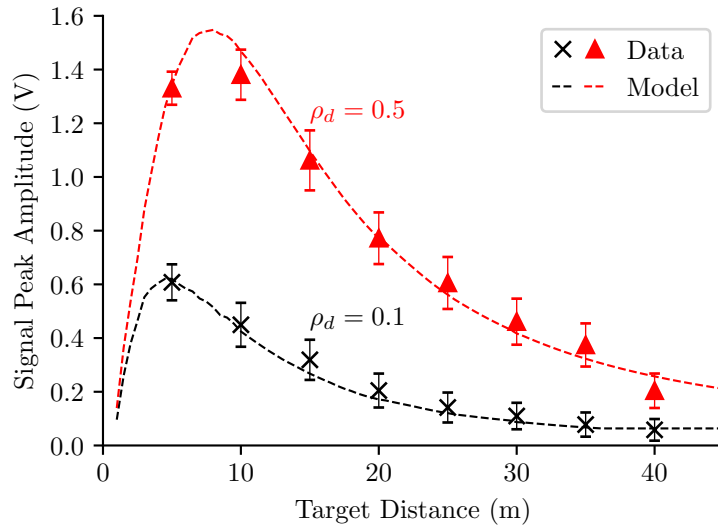 Signal Peak Amplitude (V)
1.6
1.4
1.2
1.0
0.8
0.6
0.4
0.2
0.0
0
10
20
30
40
Target Distance (m)
Data
Model
ρ_d = 0.5
ρ_d = 0.1